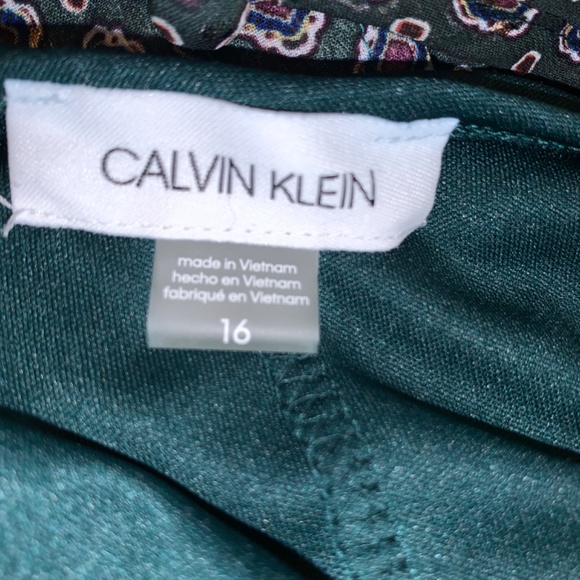 CALVIN KLEIN
made in Vietnam
hecho en Vietnam
fabriqué en Vietnam
16